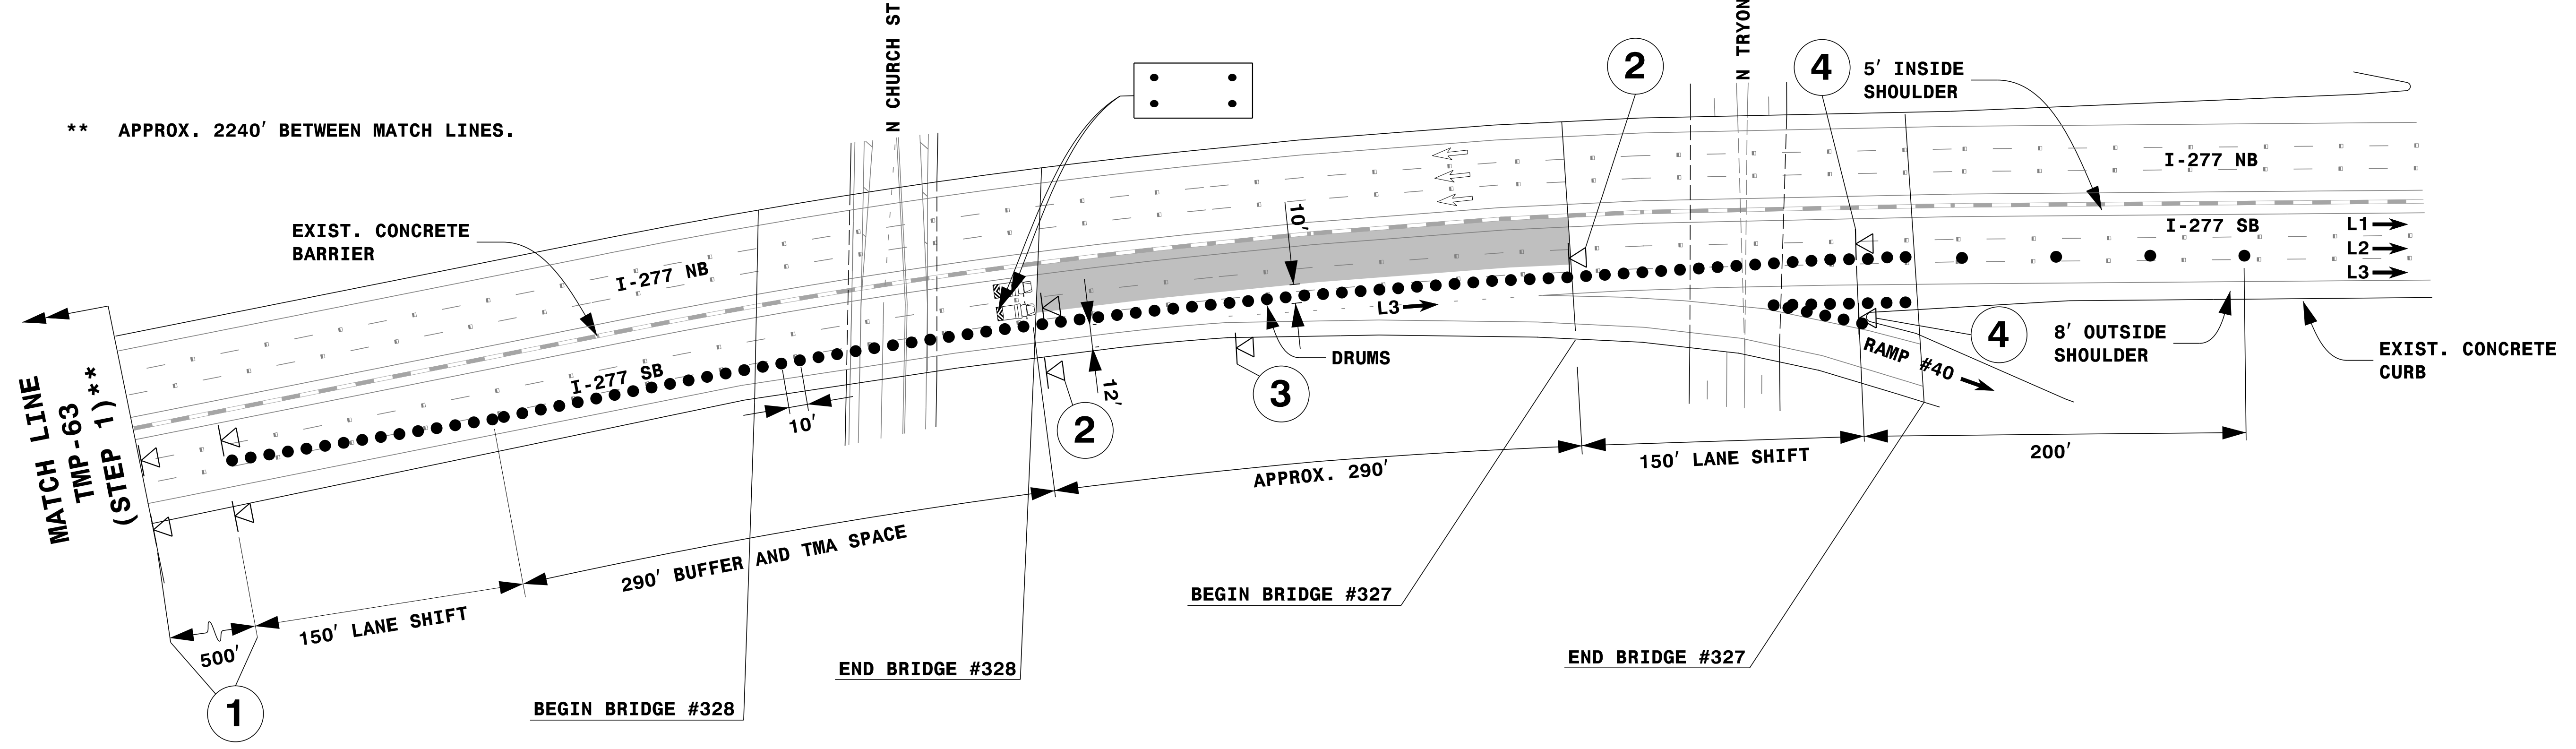 N CHURCH ST
N TRYON
2
4
5' INSIDE
SHOULDER
** APPROX. 2240' BETWEEN MATCH LINES.
I-277 NB
EXIST. CONCRETE
BARRIER
I-277 NB
10'
I-277 SB
L1
L2
L3
L3
DRUMS
4
8' OUTSIDE
SHOULDER
EXIST. CONCRETE
CURB
RAMP #40
I-277 SB
MATCH LINE
TMP-63
(STEP 1)**
10'
12'
3
2
150' LANE SHIFT
200'
APPROX. 290'
290' BUFFER AND TMA SPACE
150' LANE SHIFT
500'
1
BEGIN BRIDGE #327
END BRIDGE #327
END BRIDGE #328
BEGIN BRIDGE #328